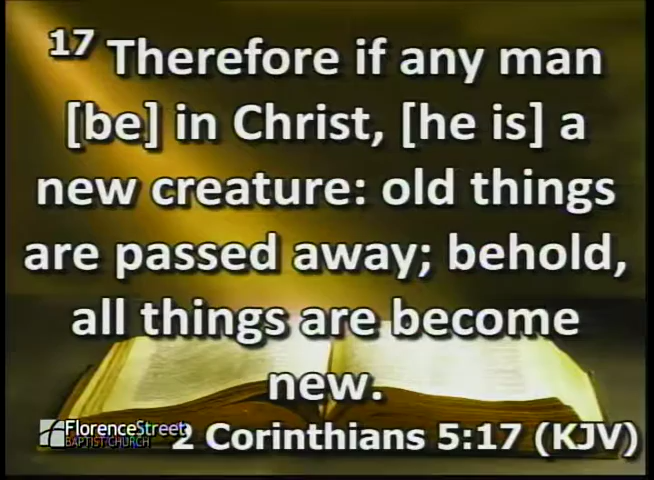 17 Therefore if any man
[be] in Christ, [he is] a
new creature: old things
are passed away; behold,
all things are become
new.
FlorenceStreet
BAPTIST CHURCH
2 Corinthians 5:17 (KJV)